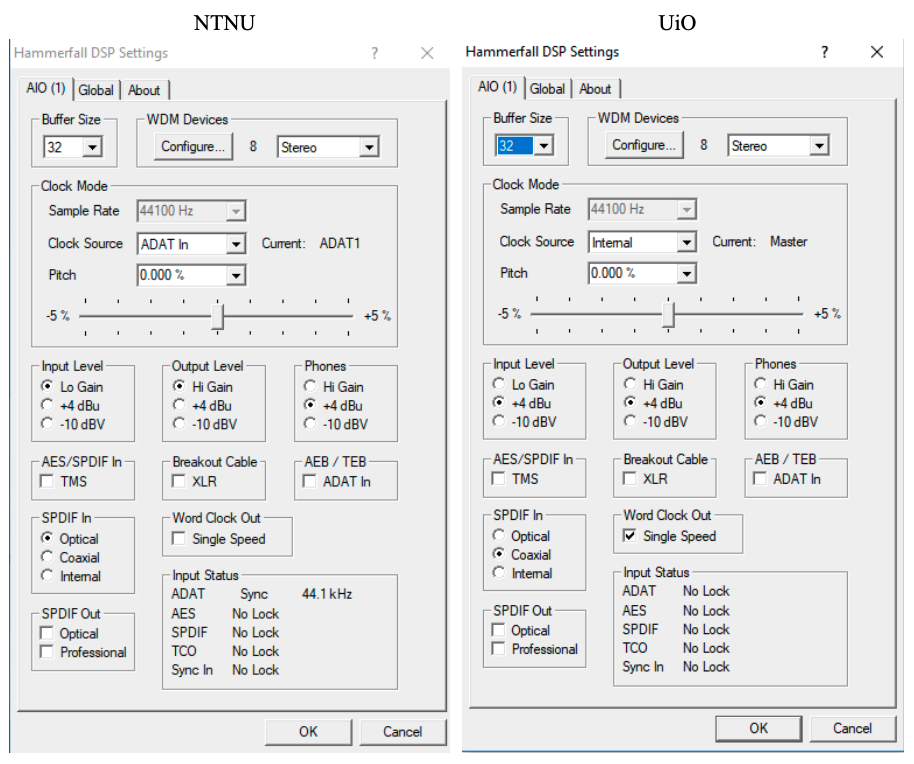 NTNU
Hammerfall DSP Settings ?
AIO (1) Global About
Buffer Size WDM Devices
32 Configure... 8 Stereo
Clock Mode
Sample Rate 44100 Hz
Clock Source ADAT In Current: ADAT1
Pitch 0.000 %
-5 % +5 %
Input Level Output Level Phones
Lo Gain Hi Gain Hi Gain
+4 dBu +4 dBu +4 dBu
-10 dBV -10 dBV -10 dBV
AES/SPDIF In Breakout Cable AEB / TEB
TMS XLR ADAT In
SPDIF In Word Clock Out
Optical Single Speed
Coaxial
Internal Input Status
ADAT Sync 44.1 kHz
SPDIF Out AES No Lock
Optical SPDIF No Lock
Professional TCO No Lock
Sync In No Lock
OK Cancel
UiO
Hammerfall DSP Settings ?
AIO (1) Global About
Buffer Size WDM Devices
32 Configure... 8 Stereo
Clock Mode
Sample Rate 44100 Hz
Clock Source Internal Current: Master
Pitch 0.000 %
-5 % +5 %
Input Level Output Level Phones
Lo Gain Hi Gain Hi Gain
+4 dBu +4 dBu +4 dBu
-10 dBV -10 dBV -10 dBV
AES/SPDIF In Breakout Cable AEB / TEB
TMS XLR ADAT In
SPDIF In Word Clock Out
Optical Single Speed
Coaxial
Internal Input Status
ADAT No Lock
SPDIF Out AES No Lock
Optical SPDIF No Lock
Professional TCO No Lock
Sync In No Lock
OK Cancel